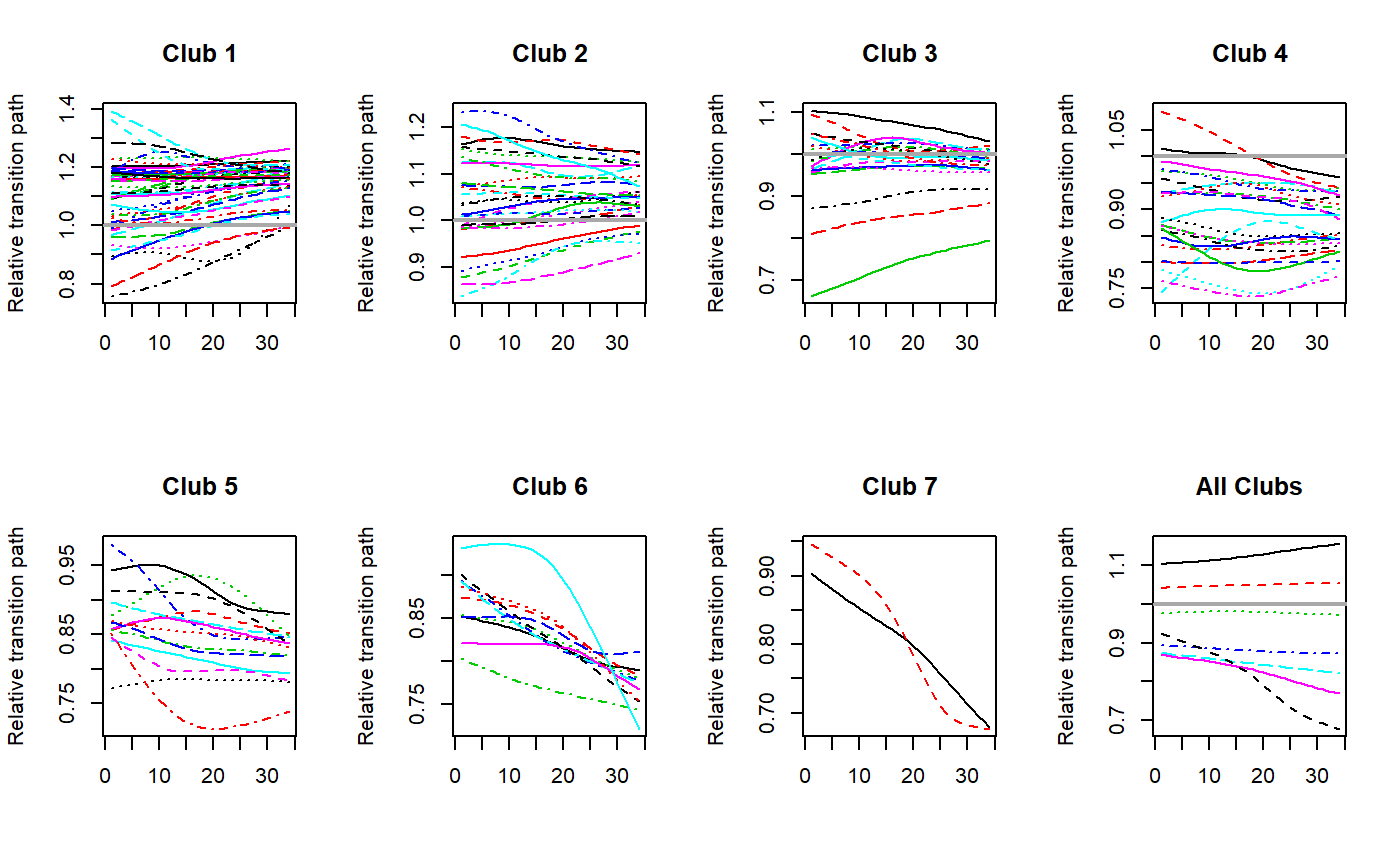 Club 1
Club 2
Club 3
Club 4
Relative transition path
0.8 1.0 1.2 1.4
0 10 20 30
Relative transition path
0.9 1.0 1.1 1.2
0 10 20 30
Relative transition path
0.7 0.9 1.1
0 10 20 30
Relative transition path
0.75 0.90 1.05
0 10 20 30
Club 5
Club 6
Club 7
All Clubs
Relative transition path
0.75 0.85 0.95
0 10 20 30
Relative transition path
0.75 0.85
0 10 20 30
Relative transition path
0.70 0.80 0.90
0 10 20 30
Relative transition path
0.7 0.9 1.1
0 10 20 30